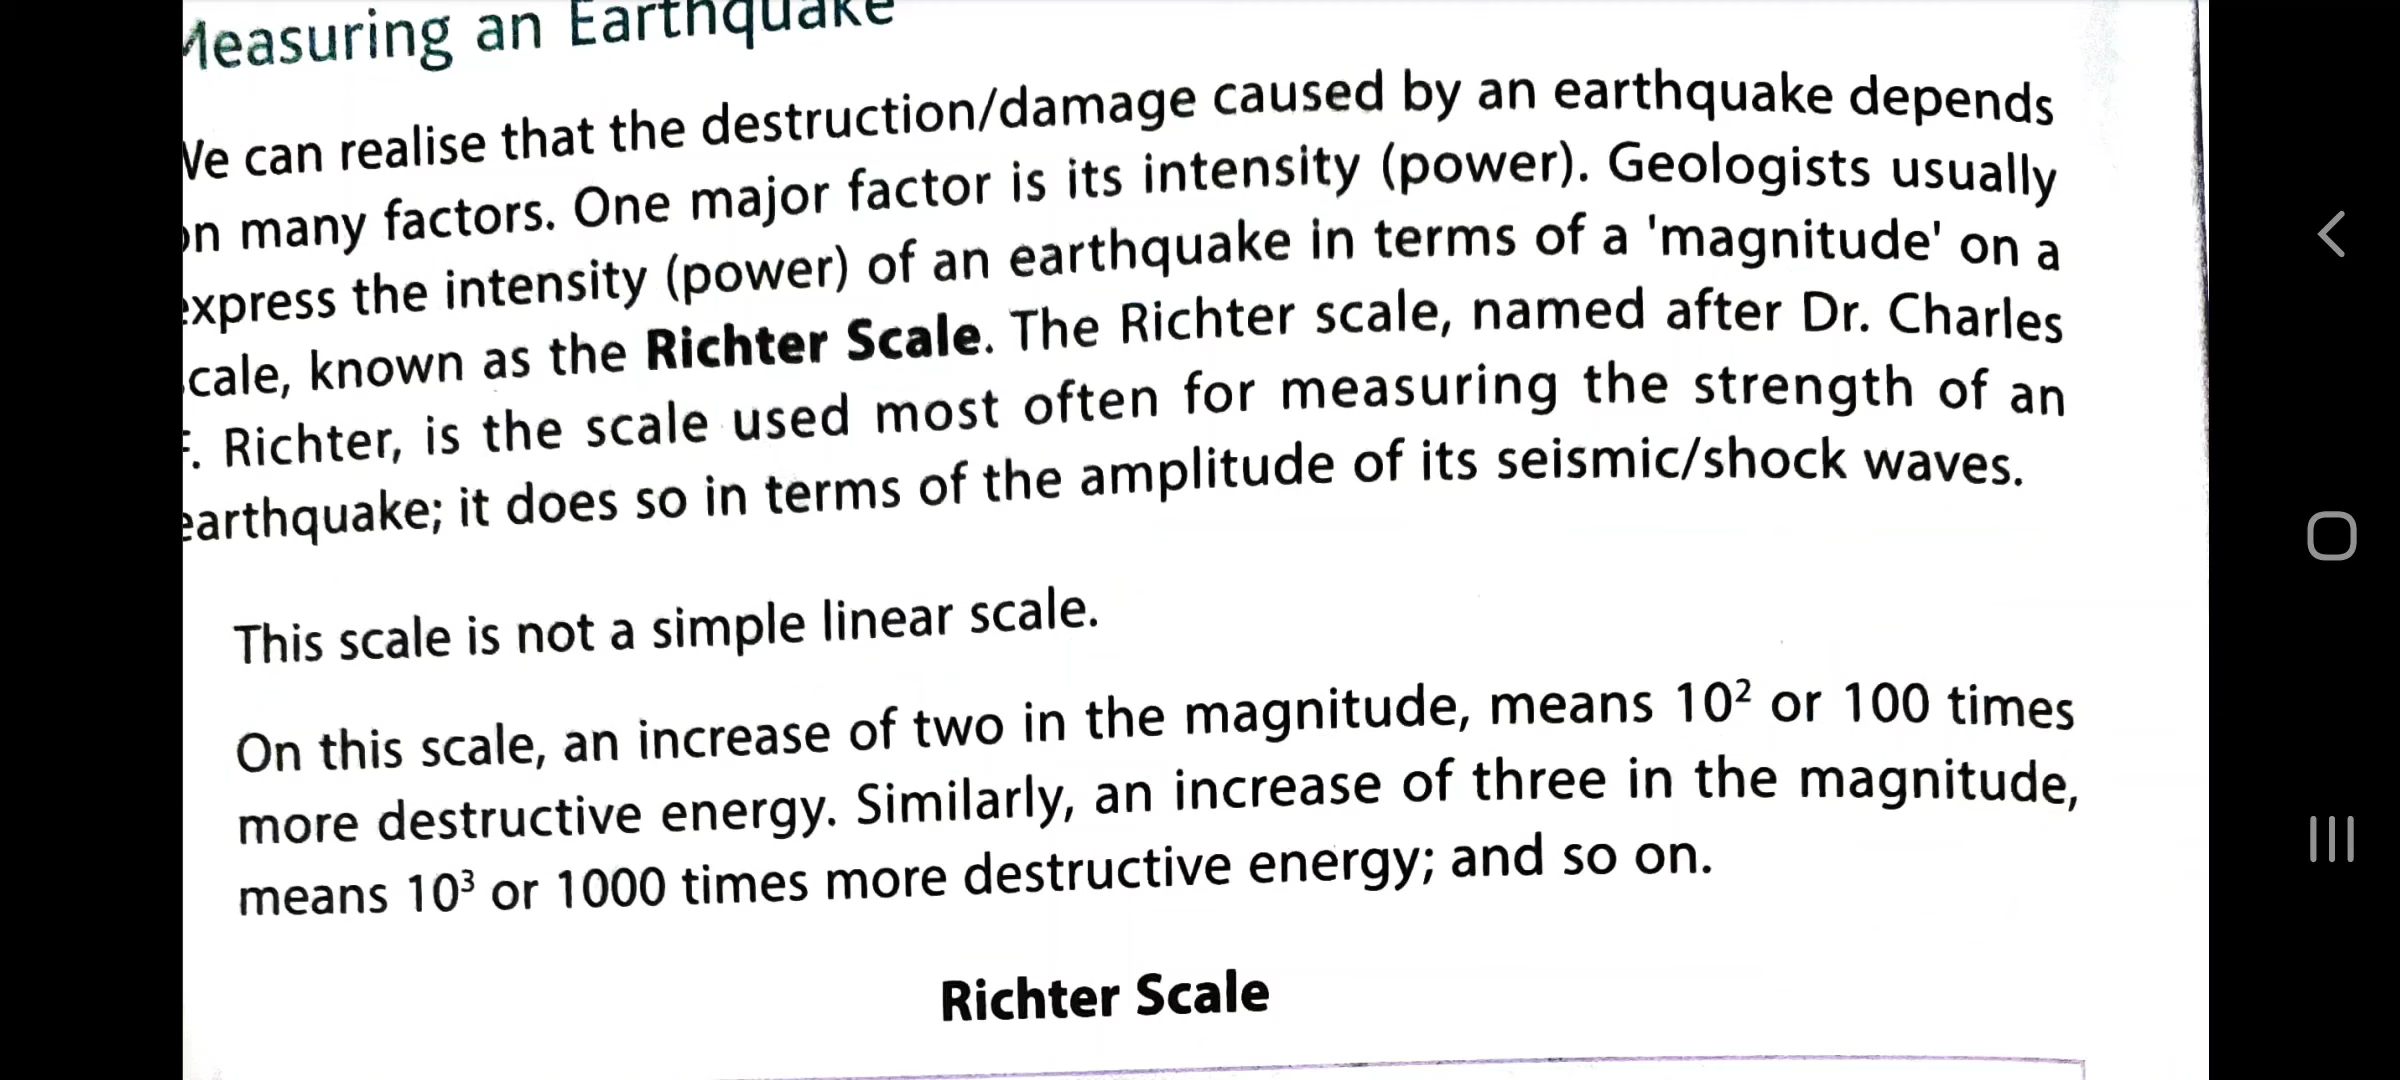 Measuring an Earthquake
We can realise that the destruction/damage caused by an earthquake depends
on many factors. One major factor is its intensity (power). Geologists usually
express the intensity (power) of an earthquake in terms of a 'magnitude' on a
scale, known as the Richter Scale. The Richter scale, named after Dr. Charles
F. Richter, is the scale used most often for measuring the strength of an
earthquake; it does so in terms of the amplitude of its seismic/shock waves.
This scale is not a simple linear scale.
On this scale, an increase of two in the magnitude, means 10² or 100 times
more destructive energy. Similarly, an increase of three in the magnitude,
means 10³ or 1000 times more destructive energy; and so on.
Richter Scale